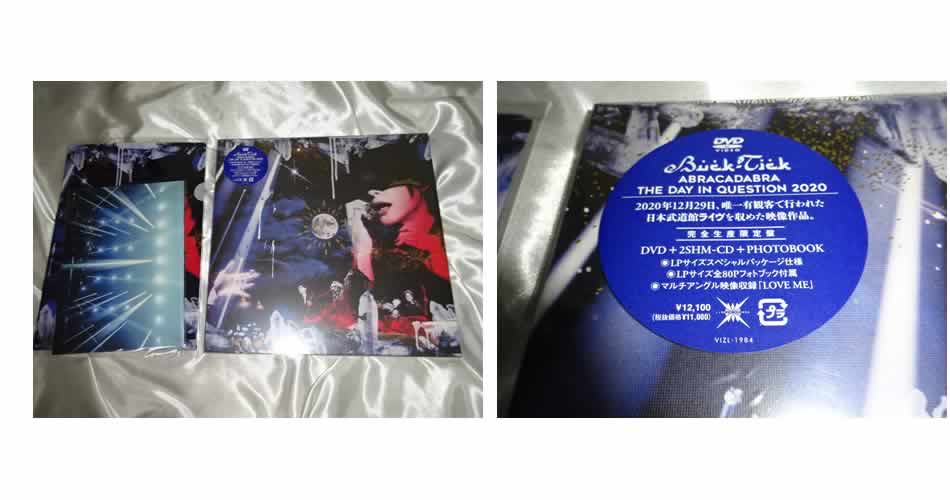 DVD
VIDEO
Buck-Tick
ABRACADABRA
THE DAY IN QUESTION 2020
2020年12月29日、唯一有観客で行われた
日本武道館ライヴを収めた映像作品。
完全生産限定盤
DVD+2SHM-CD+PHOTOBOOK
◉LPサイズスペシャルパッケージ仕様
◉LPサイズ全80Pフォトブック付属
◉マルチアングル映像収録「LOVE ME」
¥12,100
(税抜価格¥11,000)
プラ
VIZL-1984